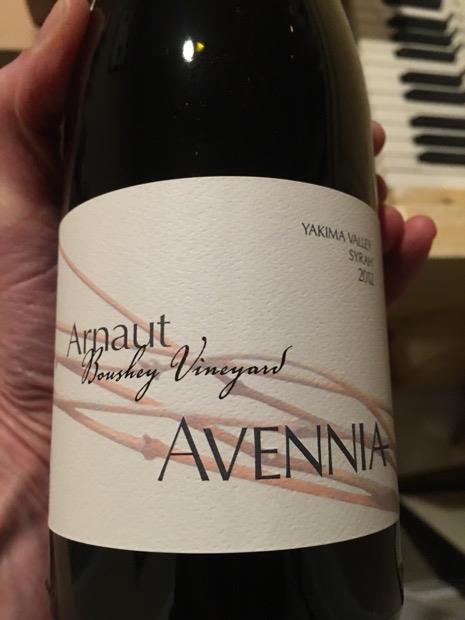 YAKIMA VALLEY
SYRAH
2012
Arnaut
Boushey Vineyard
AVENNIA